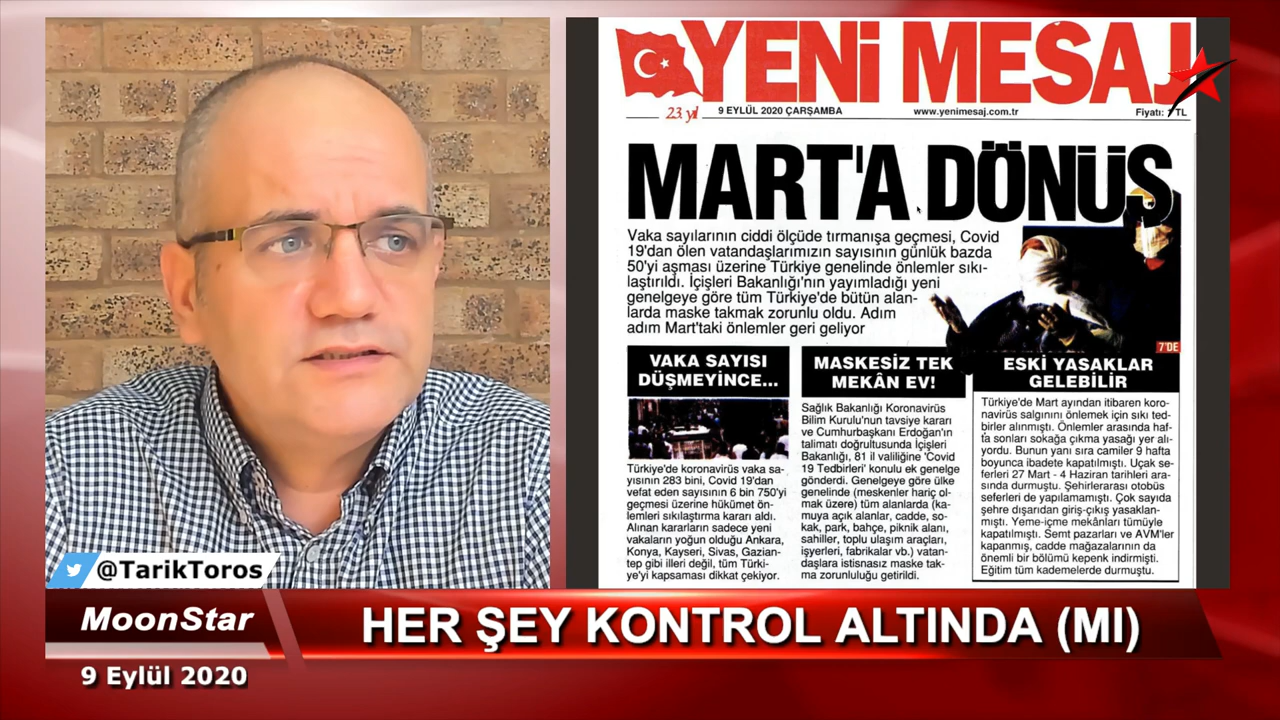 YENİ MESAJ
23. yıl
9 EYLÜL 2020 ÇARŞAMBA
www.yenimesaj.com.tr
Fiyatı: 1 TL
MART'A DÖNÜŞ
Vaka sayılarının ciddi ölçüde tırmanışa geçmesi, Covid
19'dan ölen vatandaşlarımızın sayısının günlük bazda
50'yi aşması üzerine Türkiye genelinde önlemler sıkı-
laştırıldı. İçişleri Bakanlığı'nın yayımladığı yeni
genelgeye göre tüm Türkiye'de bütün alan-
larda maske takmak zorunlu oldu. Adım
adım Mart'taki önlemler geri geliyor
7'DE
VAKA SAYISI
DÜŞMEYİNCE...
Türkiye'de koronavirüs vaka sa-
yısının 283 bini, Covid 19'dan
vefat eden sayısının 6 bin 750'yi
geçmesi üzerine hükümet ön-
lemleri sıkılaştırma kararı aldı.
Alınan kararların sadece yeni
vakaların yoğun olduğu Ankara,
Konya, Kayseri, Sivas, Gazian-
tep gibi illeri değil, tüm Türki-
ye'yi kapsaması dikkat çekiyor.
MASKESİZ TEK
MEKÂN EV!
Sağlık Bakanlığı Koronavirüs
Bilim Kurulu'nun tavsiye kararı
ve Cumhurbaşkanı Erdoğan'ın
talimatı doğrultusunda İçişleri
Bakanlığı, 81 il valiliğine 'Covid
19 Tedbirleri' konulu ek genelge
gönderdi. Genelgeye göre ülke
genelinde (meskenler hariç ol-
mak üzere) tüm alanlarda (ka-
muya açık alanlar, cadde, so-
kak, park, bahçe, piknik alanı,
sahiller, toplu ulaşım araçları,
işyerleri, fabrikalar vb.) vatan-
daşlara istisnasız maske tak-
ma zorunluluğu getirildi.
ESKİ YASAKLAR
GELEBİLİR
Türkiye'de Mart ayından itibaren koro-
navirüs salgınını önlemek için sıkı ted-
birler alınmıştı. Önlemler arasında haf-
ta sonları sokağa çıkma yasağı yer alı-
yordu. Bunun yanı sıra camiler 9 hafta
boyunca ibadete kapatılmıştı. Uçak se-
ferleri 27 Mart - 4 Haziran tarihleri ara-
sında durmuştu. Şehirlerarası otobüs
seferleri de yapılamamıştı. Çok sayıda
şehre dışarıdan giriş-çıkış yasaklan-
mıştı. Yeme-içme mekânları tümüyle
kapatılmıştı. Semt pazarları ve AVM'ler
kapanmış, cadde mağazalarının da
önemli bir bölümü kepenk indirmişti.
Eğitim tüm kademelerde durmuştu.
@TarikToros
MoonStar
HER ŞEY KONTROL ALTINDA (MI)
9 Eylül 2020